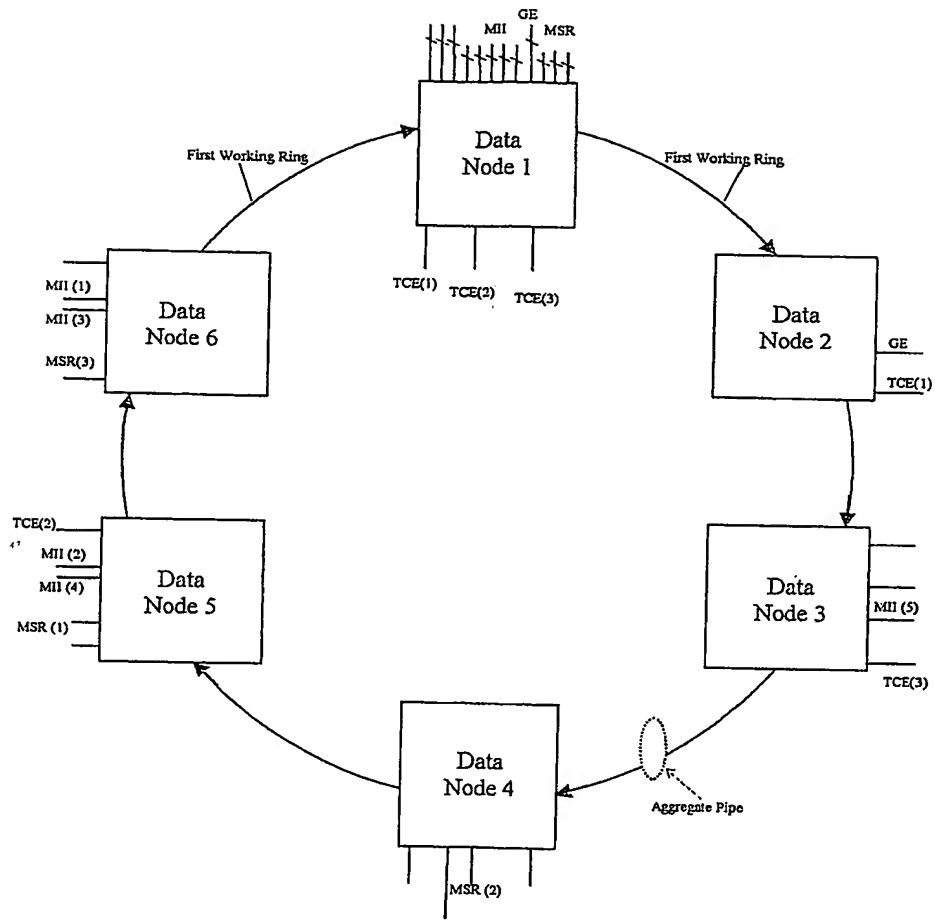 GE
MII
MSR
Data
Node 1
First Working Ring
First Working Ring
TCE(1)
TCE(2)
TCE(3)
MII (1)
MII (3)
MSR(3)
Data
Node 6
Data
Node 2
GE
TCE(1)
TCE(2)
MII (2)
MII (4)
MSR (1)
Data
Node 5
Data
Node 3
MII (5)
TCE(3)
Data
Node 4
Aggregate Pipe
MSR (2)